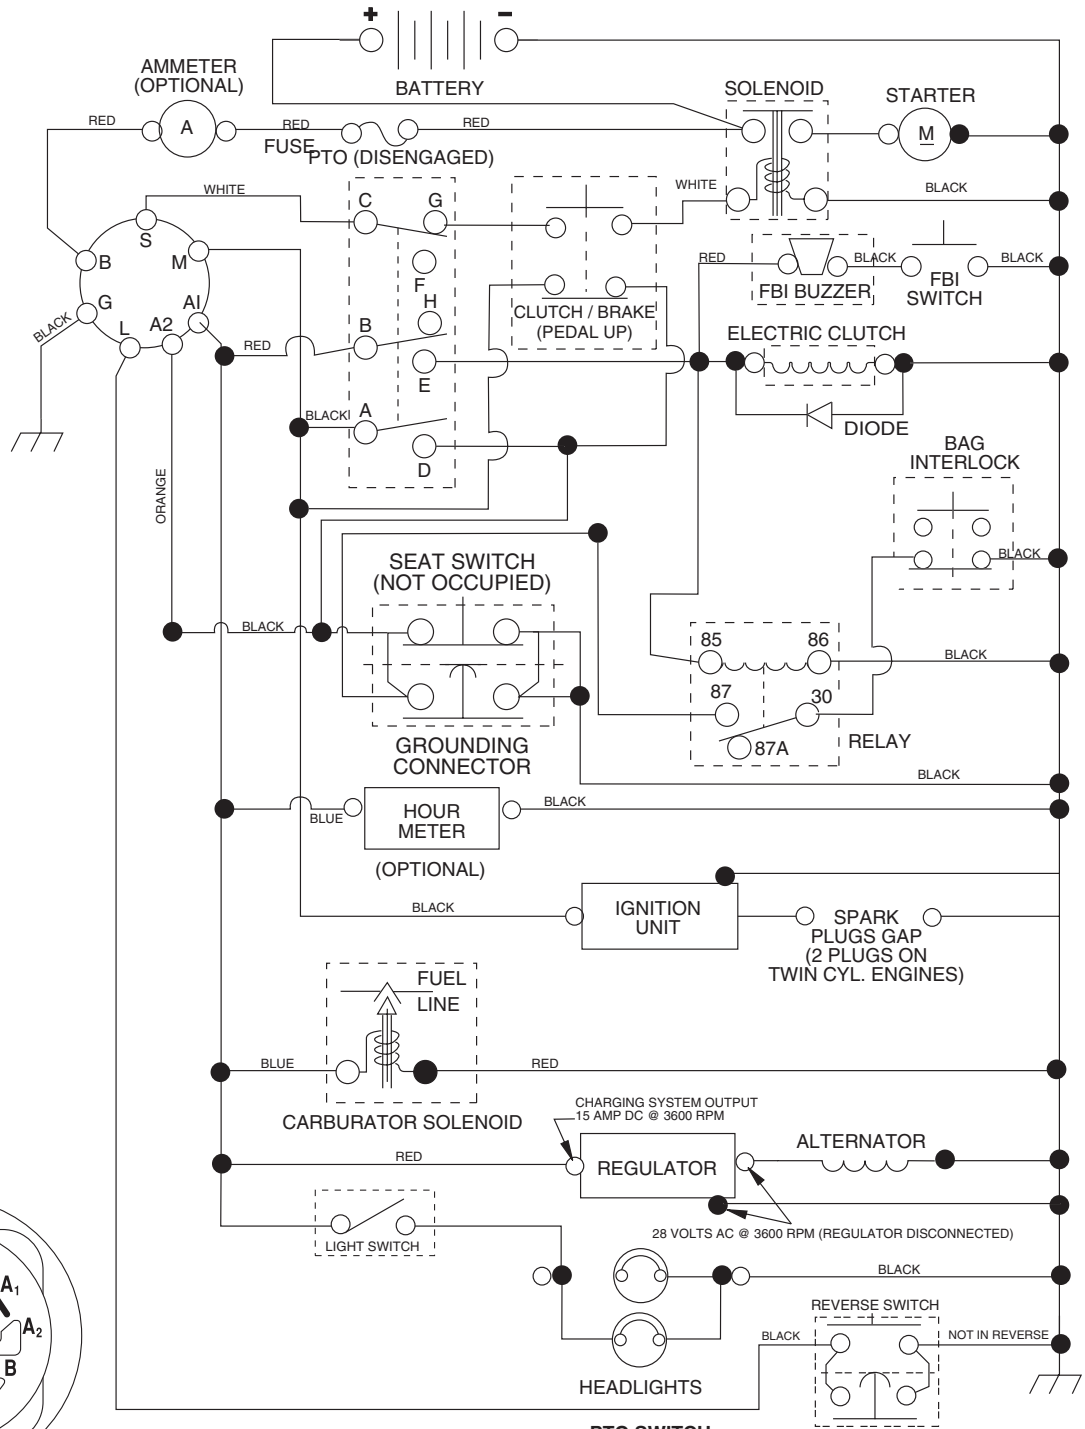 + –
BATTERY
AMMETER
(OPTIONAL)
A
RED
RED
FUSE
RED
PTO (DISENGAGED)
SOLENOID
STARTER
M
WHITE
WHITE
BLACK
C G
F
H
B
E
A
D
S
B
M
G
L
A2
AI
BLACK
RED
BLACK
ORANGE
CLUTCH / BRAKE
(PEDAL UP)
RED
FBI BUZZER
BLACK
FBI
SWITCH
BLACK
ELECTRIC CLUTCH
DIODE
BAG
INTERLOCK
BLACK
SEAT SWITCH
(NOT OCCUPIED)
BLACK
GROUNDING
CONNECTOR
85 86
87 30
87A
RELAY
BLACK
BLACK
BLUE
HOUR
METER
(OPTIONAL)
BLACK
BLACK
IGNITION
UNIT
SPARK
PLUGS GAP
(2 PLUGS ON
TWIN CYL. ENGINES)
FUEL
LINE
BLUE
RED
CARBURATOR SOLENOID
CHARGING SYSTEM OUTPUT
15 AMP DC @ 3600 RPM
RED
REGULATOR
ALTERNATOR
28 VOLTS AC @ 3600 RPM (REGULATOR DISCONNECTED)
LIGHT SWITCH
BLACK
HEADLIGHTS
REVERSE SWITCH
BLACK
NOT IN REVERSE
A1
A2
B